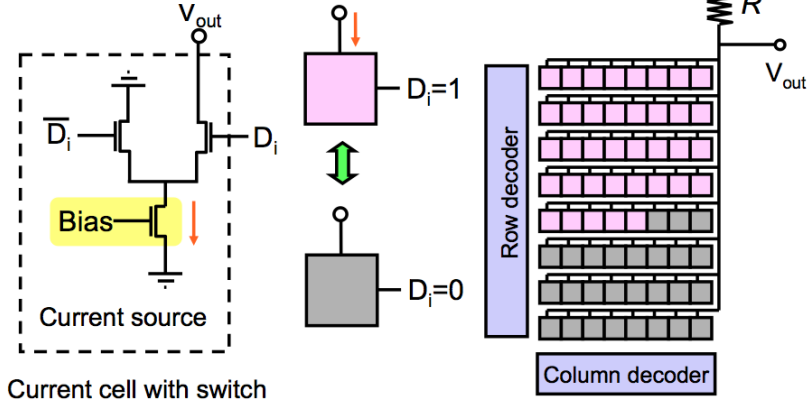 Vout
D̅i
Di
Bias
Current source
Current cell with switch
Di=1
Di=0
R
Vout
Row decoder
Column decoder